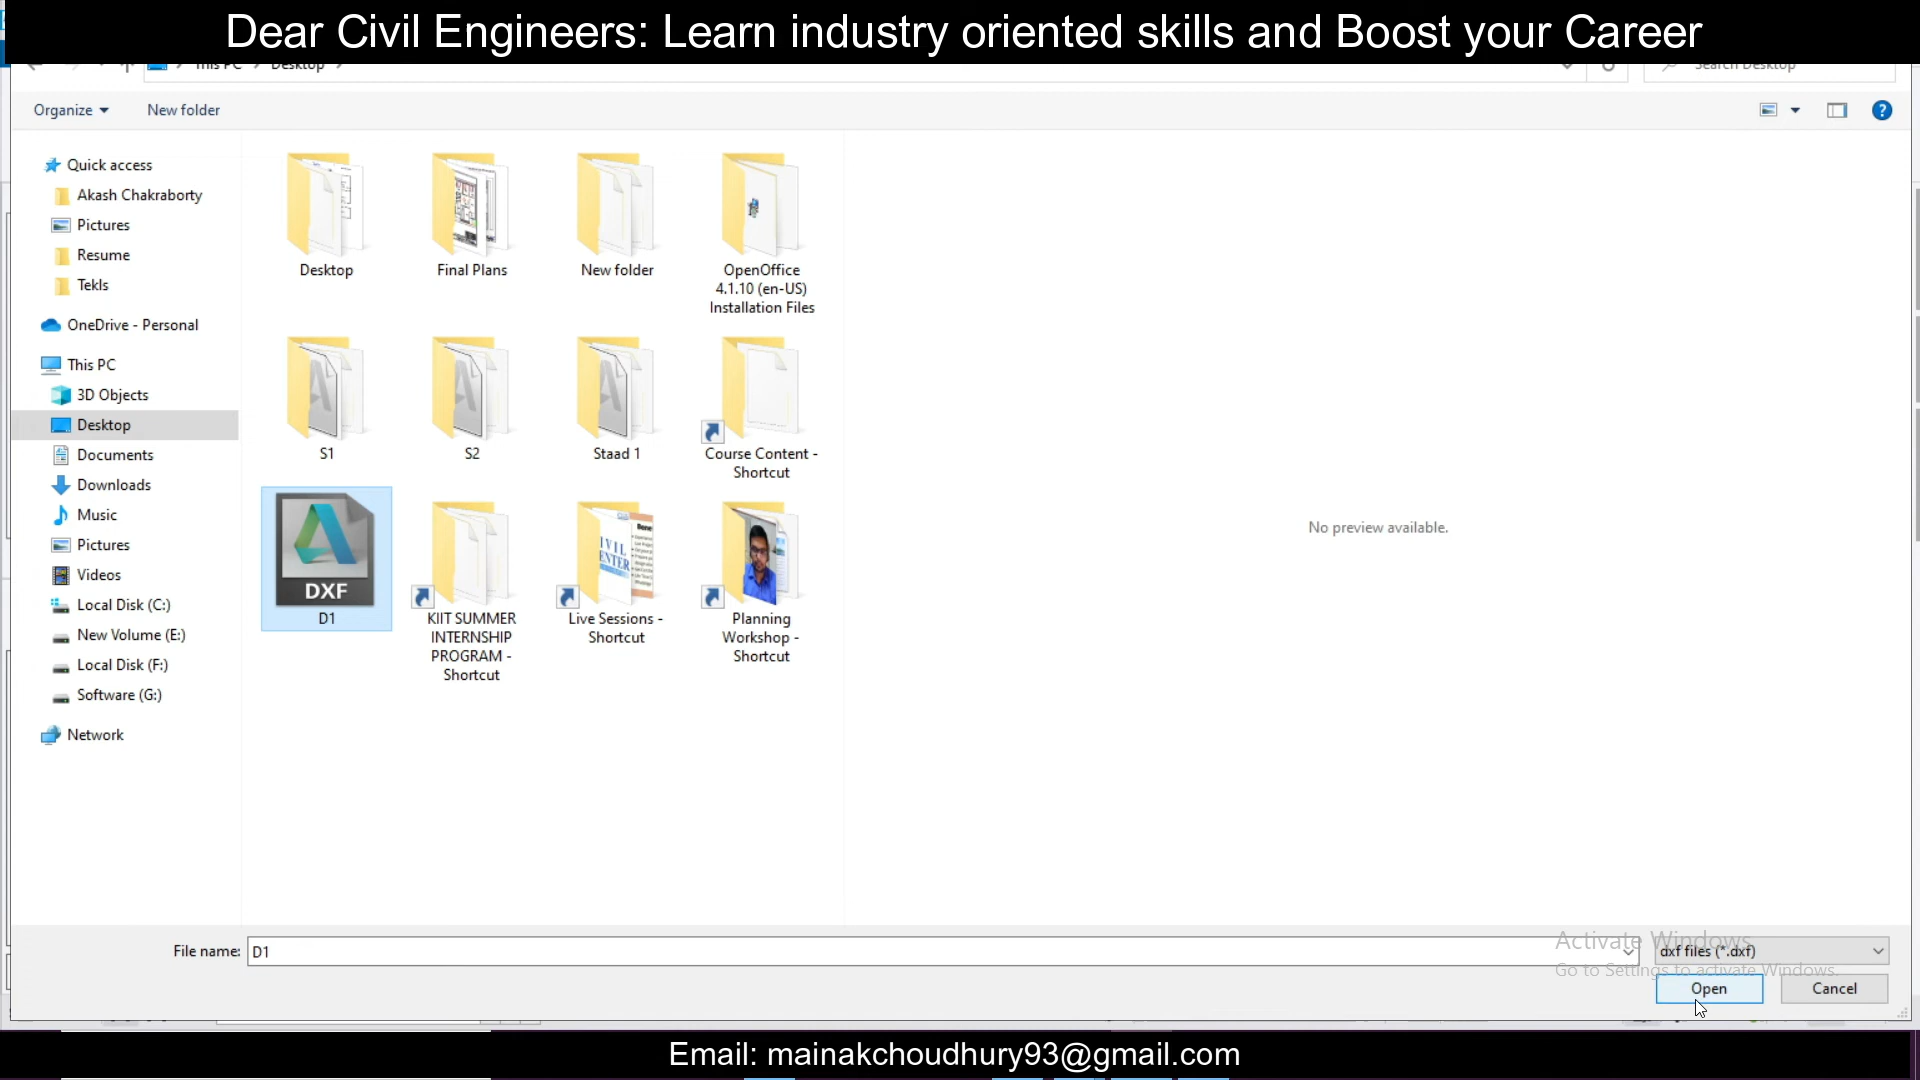 Dear Civil Engineers: Learn industry oriented skills and Boost your Career
This PC > Desktop >
Search Desktop
Organize
New folder
Quick access
Akash Chakraborty
Pictures
Resume
Tekls
OneDrive - Personal
This PC
3D Objects
Desktop
Documents
Downloads
Music
Pictures
Videos
Local Disk (C:)
New Volume (E:)
Local Disk (F:)
Software (G:)
Network
Desktop
Final Plans
New folder
OpenOffice
4.1.10 (en-US)
Installation Files
S1
S2
Staad 1
Course Content -
Shortcut
DXF
D1
KIIT SUMMER
INTERNSHIP
PROGRAM -
Shortcut
Live Sessions -
Shortcut
Planning
Workshop -
Shortcut
No preview available.
File name:
D1
Activate Windows
dxf files (*.dxf)
Go to Settings to activate Windows.
Open
Cancel
Email: mainakchoudhury93@gmail.com